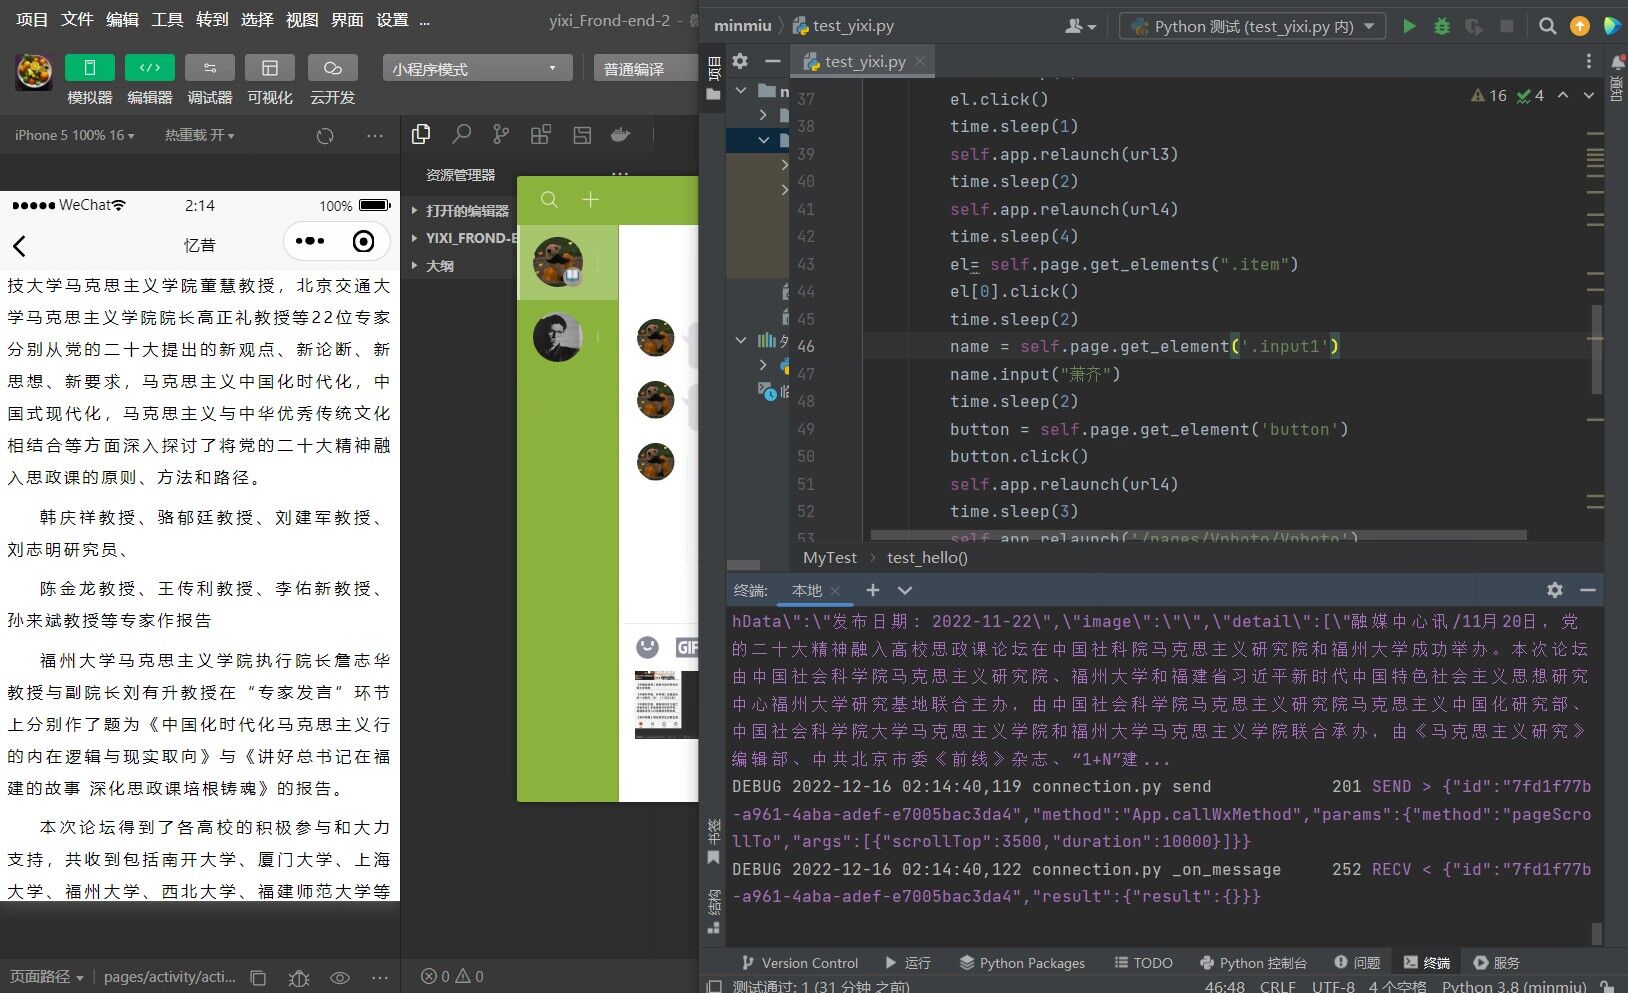 项目 文件 编辑 工具 转到 选择 视图 界面 设置 ...
yixi_Frond-end-2 -
模拟器 编辑器 调试器 可视化 云开发
小程序模式
普通编译
iPhone 5 100% 16
热重载 开
资源管理器
打开的编辑器
YIXI_FROND-E
大纲
WeChat
2:14
100%
忆昔
技大学马克思主义学院董慧教授，北京交通大
学马克思主义学院院长高正礼教授等22位专家
分别从党的二十大提出的新观点、新论断、新
思想、新要求，马克思主义中国化时代化，中
国式现代化，马克思主义与中华优秀传统文化
相结合等方面深入探讨了将党的二十大精神融
入思政课的原则、方法和路径。
韩庆祥教授、骆郁廷教授、刘建军教授、
刘志明研究员、
陈金龙教授、王传利教授、李佑新教授、
孙来斌教授等专家作报告
福州大学马克思主义学院执行院长詹志华
教授与副院长刘有升教授在“专家发言”环节
上分别作了题为《中国化时代化马克思主义行
的内在逻辑与现实取向》与《讲好总书记在福
建的故事 深化思政课培根铸魂》的报告。
本次论坛得到了各高校的积极参与和大力
支持，共收到包括南开大学、厦门大学、上海
大学、福州大学、西北大学、福建师范大学等
页面路径
pages/activity/acti...
0 0
GIF
minmiu
test_yixi.py
Python 测试 (test_yixi.py 内)
项目
test_yixi.py
通知
16 4
37 el.click()
38 time.sleep(1)
39 self.app.relaunch(url3)
40 time.sleep(2)
41 self.app.relaunch(url4)
42 time.sleep(4)
43 el= self.page.get_elements(".item")
44 el[0].click()
45 time.sleep(2)
46 name = self.page.get_element('.input1')
47 name.input("萧齐")
48 time.sleep(2)
49 button = self.page.get_element('button')
50 button.click()
51 self.app.relaunch(url4)
52 time.sleep(3)
53 self.app.relaunch('/pages/Vphoto/Vphoto')
MyTest
test_hello()
终端:
本地
hData\":\"发布日期: 2022-11-22\",\"image\":\"\",\"detail\":[\"融媒中心讯/11月20日，党
的二十大精神融入高校思政课论坛在中国社科院马克思主义研究院和福州大学成功举办。本次论坛
由中国社会科学院马克思主义研究院、福州大学和福建省习近平新时代中国特色社会主义思想研究
中心福州大学研究基地联合主办，由中国社会科学院马克思主义研究院马克思主义中国化研究部、
中国社会科学院大学马克思主义学院和福州大学马克思主义学院联合承办，由《马克思主义研究》
编辑部、中共北京市委《前线》杂志、“1+N”建...
DEBUG 2022-12-16 02:14:40,119 connection.py send 201 SEND > {"id":"7fd1f77b
-a961-4aba-adef-e7005bac3da4","method":"App.callWxMethod","params":{"method":"pageScro
llTo","args":[{"scrollTop":3500,"duration":10000}]}}
DEBUG 2022-12-16 02:14:40,122 connection.py _on_message 252 RECV < {"id":"7fd1f77b
-a961-4aba-adef-e7005bac3da4","result":{"result":{}}}
书签
结构
Version Control 运行 Python Packages TODO Python 控制台 问题 终端 服务
测试通过: 1 (31 分钟 之前)
46:48 CRLF UTF-8 4 个空格 Python 3.8 (minmiu)